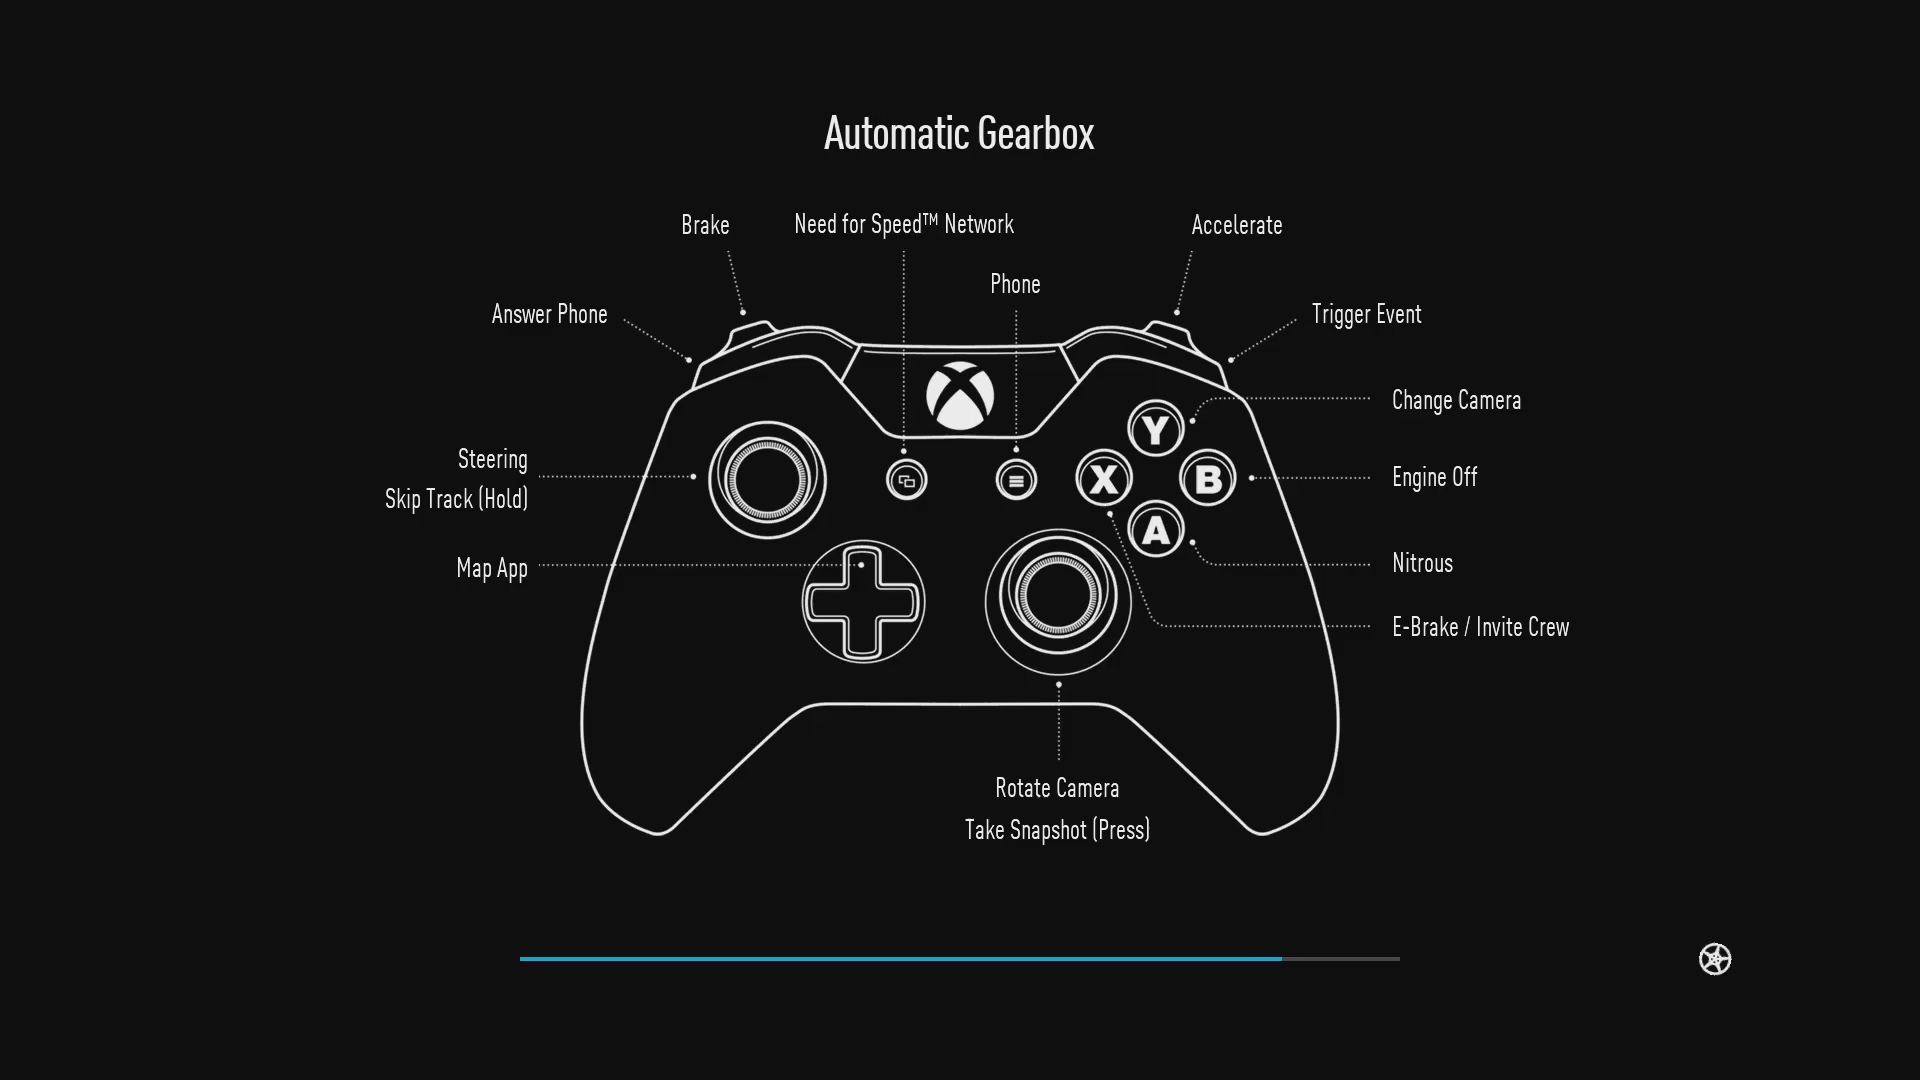 Automatic Gearbox
Brake
Need for Speed™ Network
Accelerate
Phone
Answer Phone
Trigger Event
Change Camera
Y
Steering
Skip Track (Hold)
X
B
Engine Off
A
Map App
Nitrous
E-Brake / Invite Crew
Rotate Camera
Take Snapshot (Press)